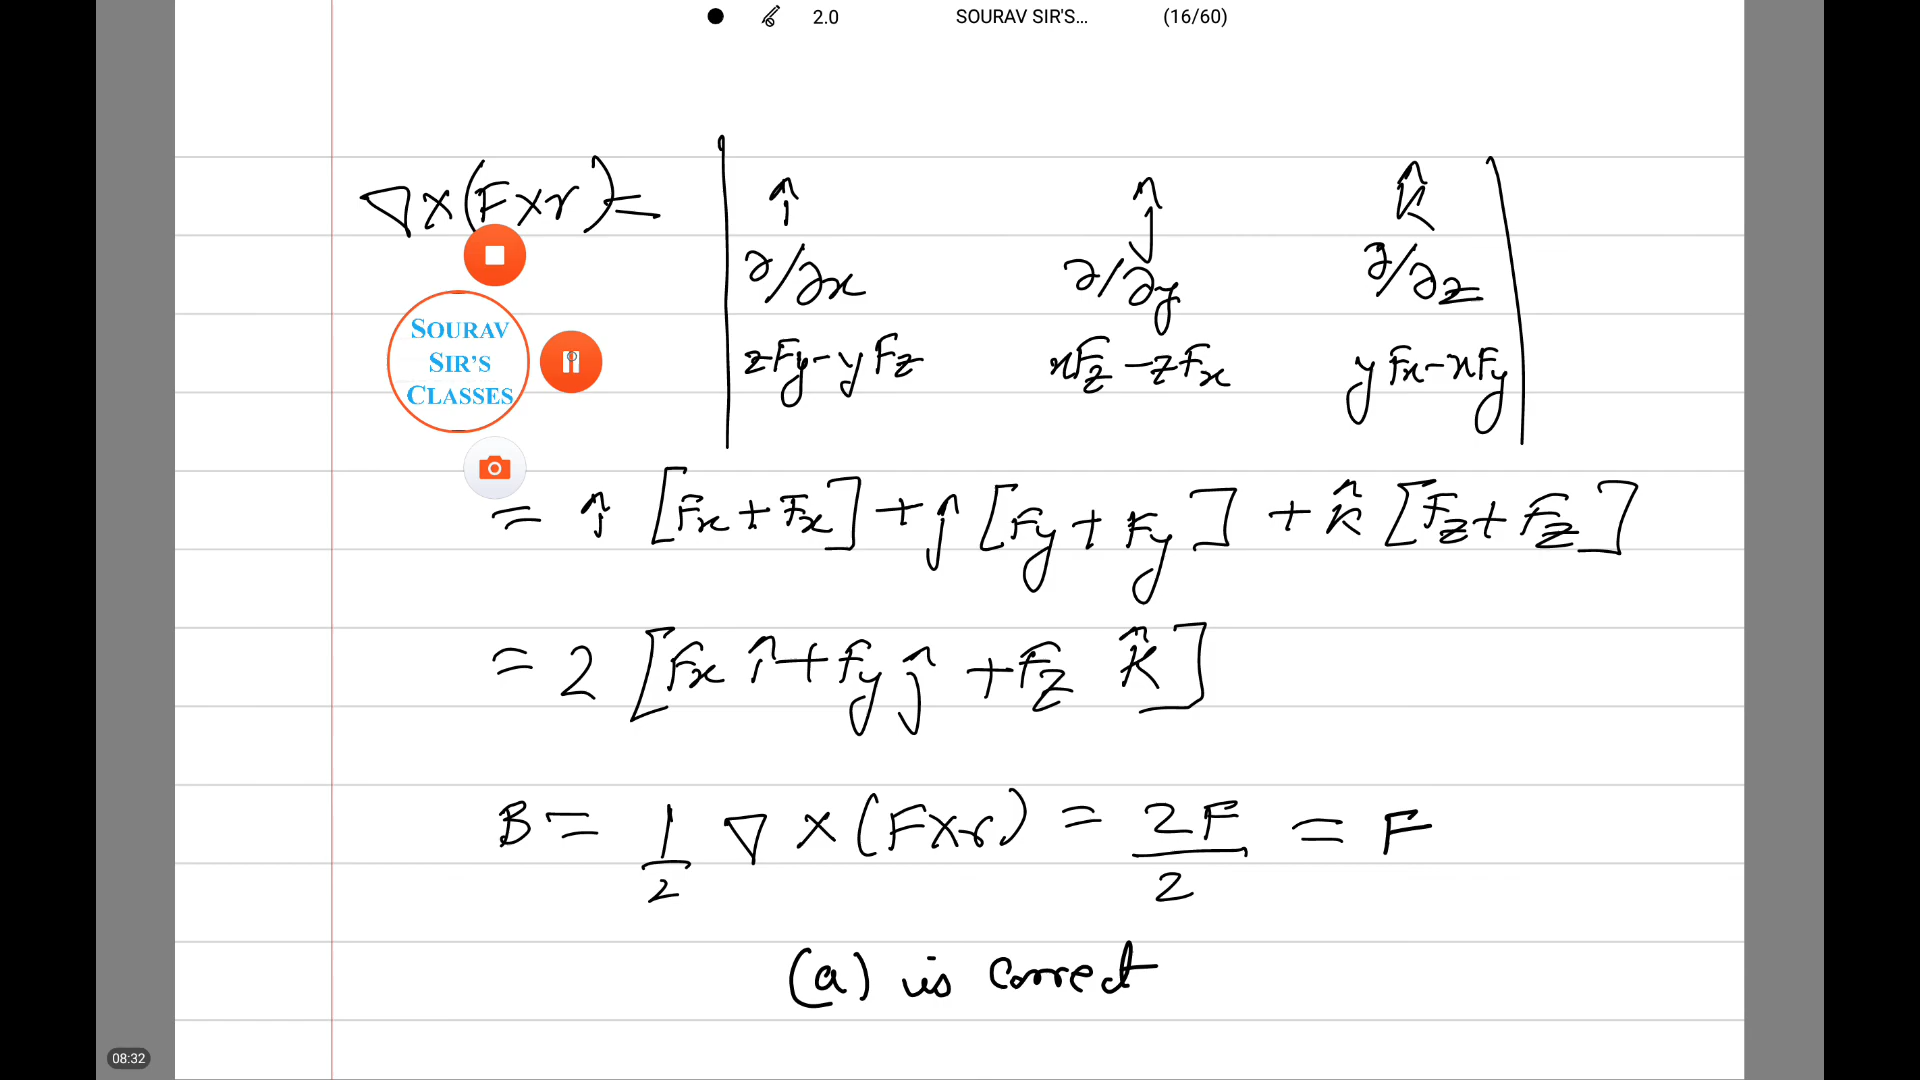 2.0 SOURAV SIR'S... (16/60)
∇×(F×r)= | î ĵ k̂ |
∂/∂x ∂/∂y ∂/∂z
zFy-yFz xFz-zFx yFx-xFy
SOURAV
SIR'S
CLASSES
= î [Fx+Fx]+ĵ[Fy+Fy]+k̂[Fz+Fz]
= 2 [Fx î+Fy ĵ+Fz k̂]
B= 1/2 ∇×(F×r) = 2F/2 = F
(a) is correct
08:32